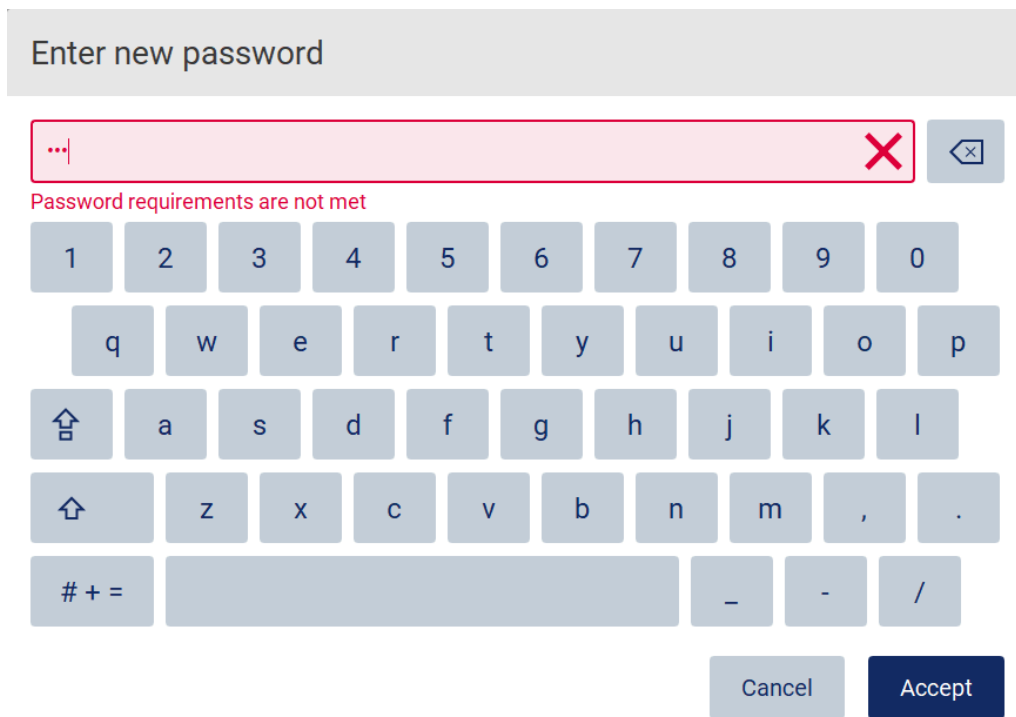 Enter new password
•••
Password requirements are not met
1 2 3 4 5 6 7 8 9 0
q w e r t y u i o p
a s d f g h j k l
z x c v b n m , .
# + = _ - /
Cancel Accept